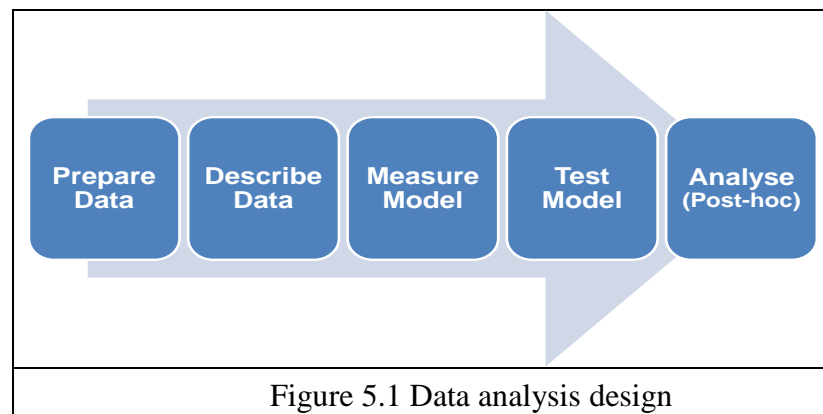 Prepare
Data
Describe
Data
Measure
Model
Test
Model
Analyse
(Post-hoc)
Figure 5.1 Data analysis design